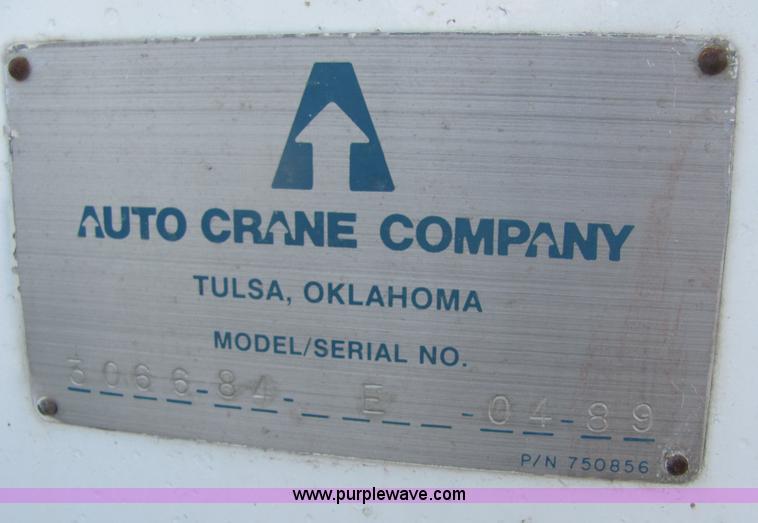 AUTO CRANE COMPANY
TULSA, OKLAHOMA
MODEL/SERIAL NO.
3066-84- E -04-89
P/N 750856
www.purplewave.com